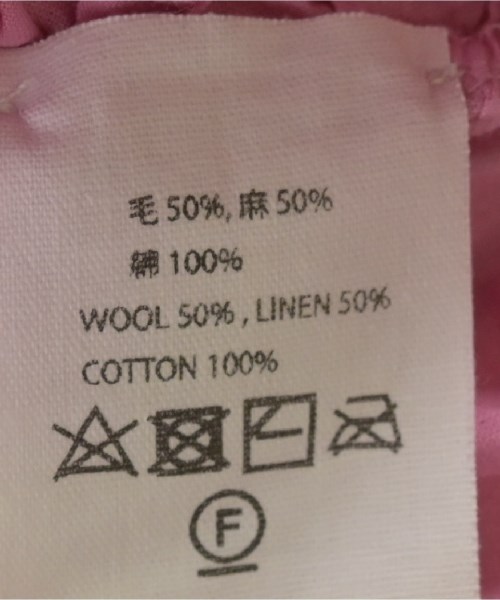 毛 50%, 麻 50%
綿 100%
WOOL 50% , LINEN 50%
COTTON 100%
F